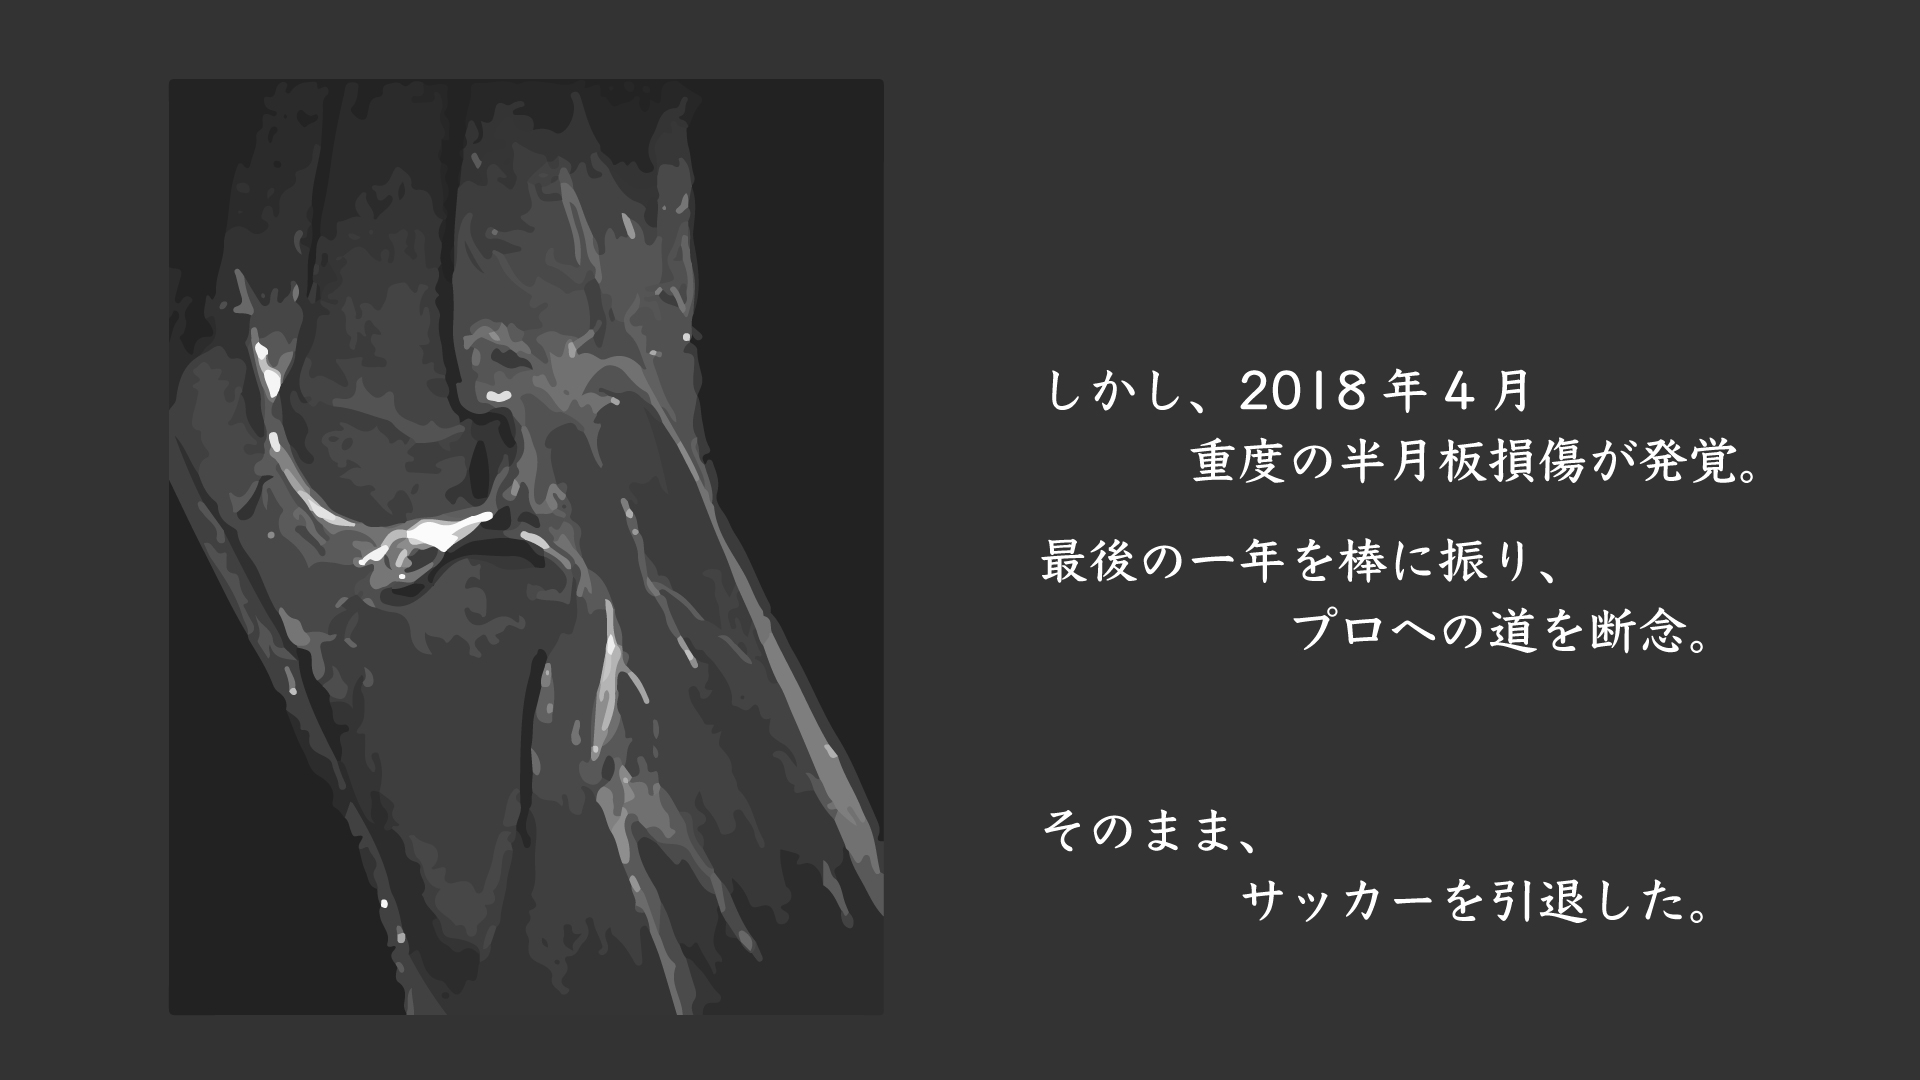 しかし、2018年4月
重度の半月板損傷が発覚。
最後の一年を棒に振り、
プロへの道を断念。
そのまま、
サッカーを引退した。